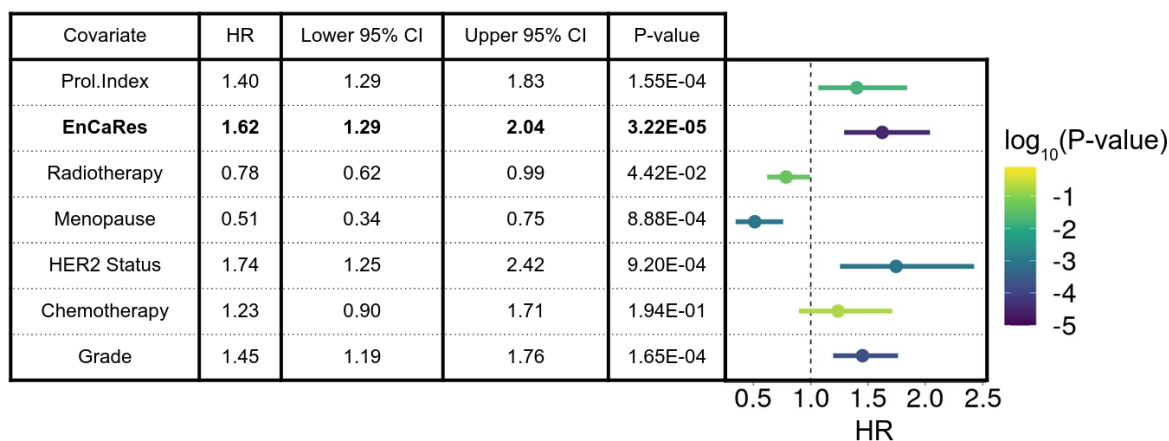 Covariate HR Lower 95% CI Upper 95% CI P-value
Prol.Index 1.40 1.29 1.83 1.55E-04
EnCaRes 1.62 1.29 2.04 3.22E-05
Radiotherapy 0.78 0.62 0.99 4.42E-02
Menopause 0.51 0.34 0.75 8.88E-04
HER2 Status 1.74 1.25 2.42 9.20E-04
Chemotherapy 1.23 0.90 1.71 1.94E-01
Grade 1.45 1.19 1.76 1.65E-04
0.5 1.0 1.5 2.0 2.5
HR
log10(P-value)
-1
-2
-3
-4
-5